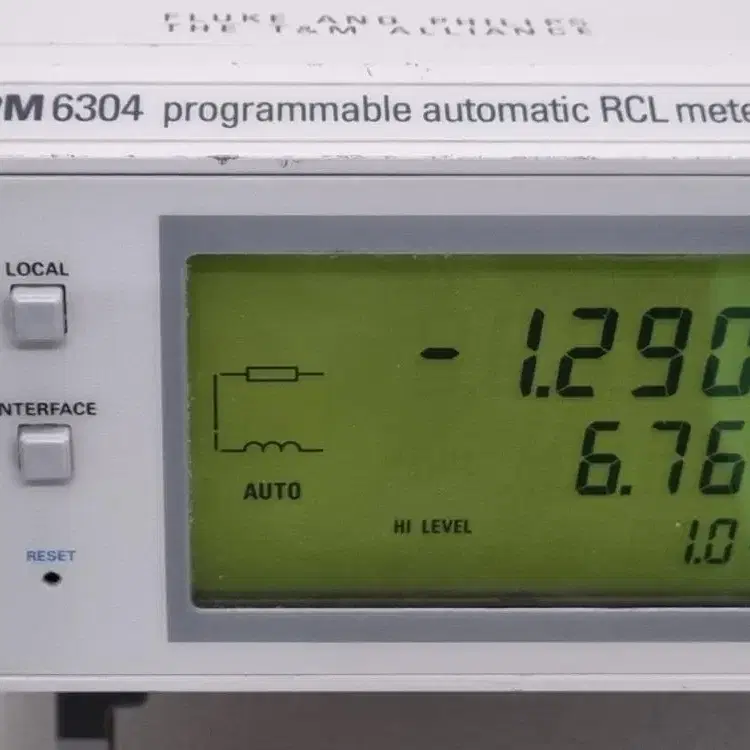 FLUKE AND PHILIPS
THE T&M ALLIANCE
PM 6304 programmable automatic RCL mete
LOCAL
NTERFACE
RESET
AUTO
HI LEVEL
- 1.290
6.76
1.0